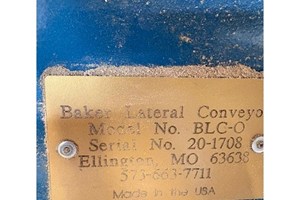 Baker Lateral Conveyo
Model No. BLC-O
Serial No. 20-1708
Ellington, MO 63638
573-663-7711
Made in the USA